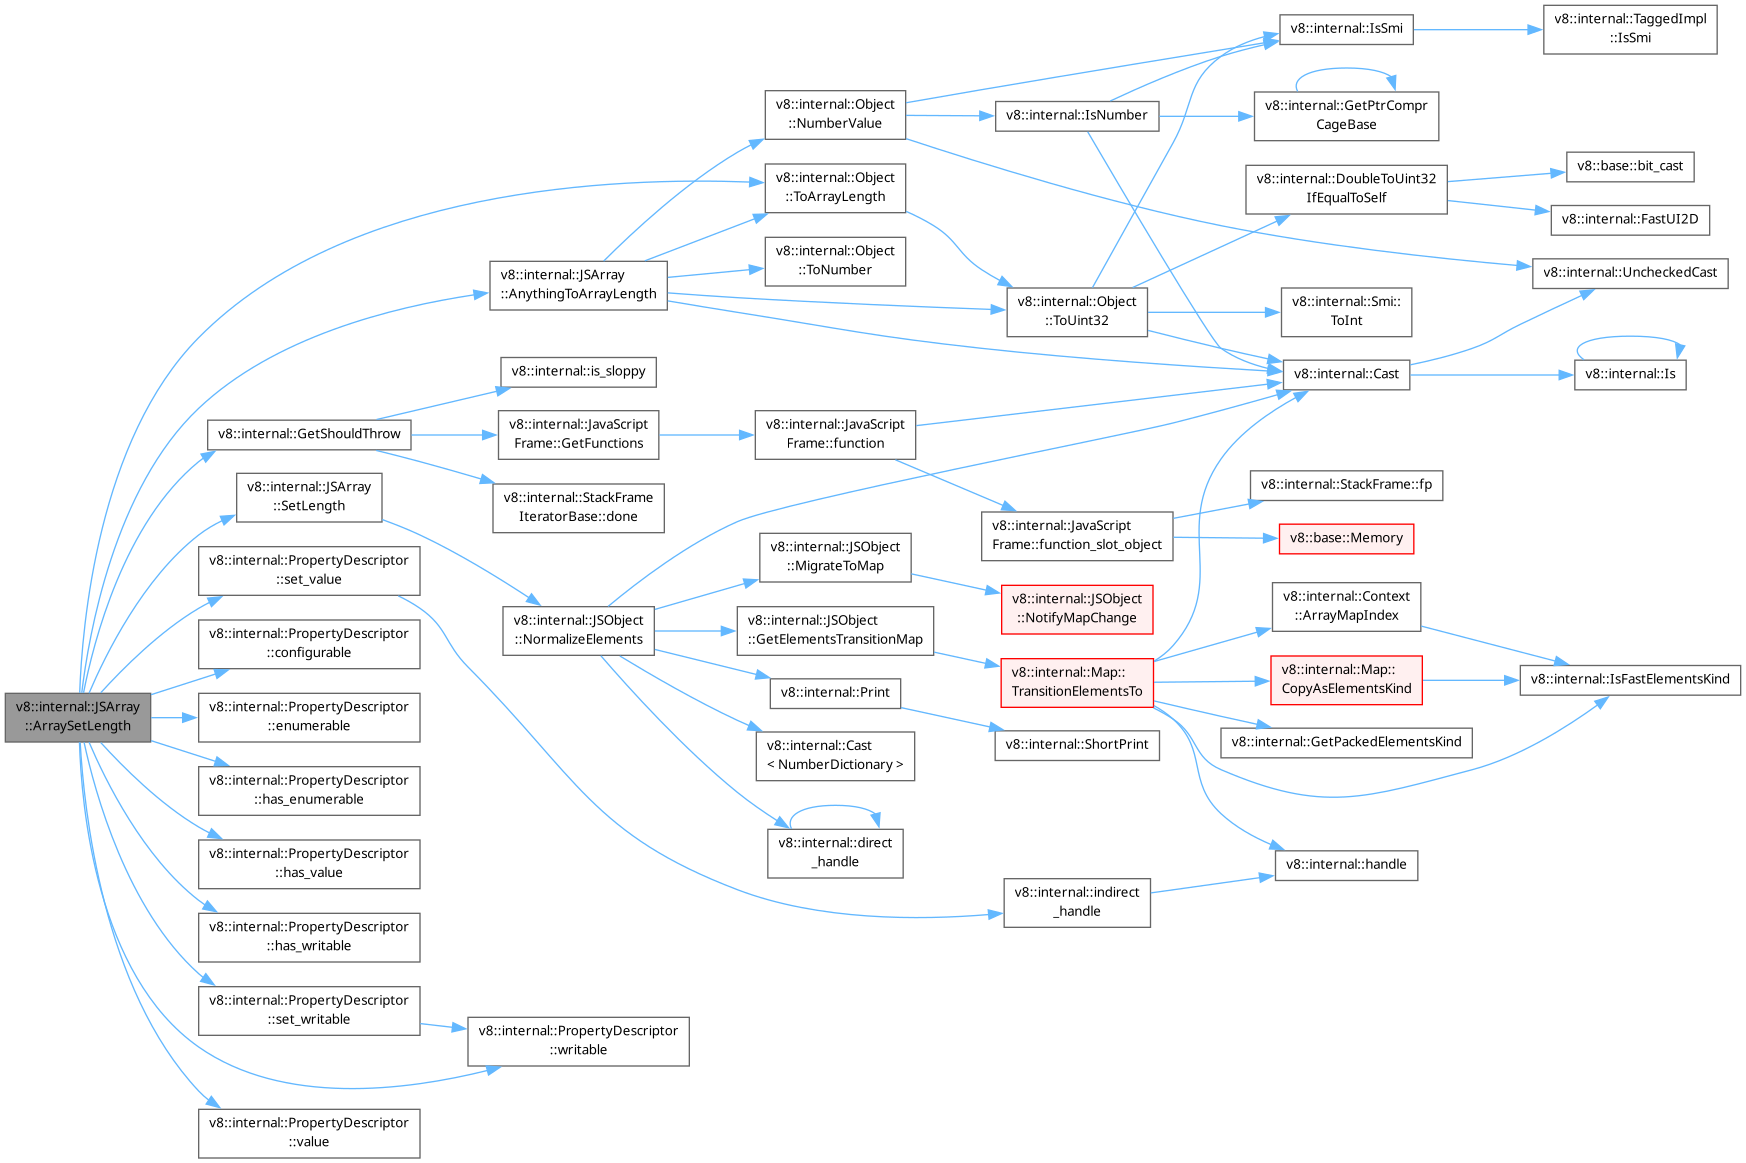 v8::internal::JSArray
::ArraySetLength
v8::internal::Object
::ToArrayLength
v8::internal::JSArray
::AnythingToArrayLength
v8::internal::Object
::NumberValue
v8::internal::Object
::ToNumber
v8::internal::IsNumber
v8::internal::IsSmi
v8::internal::TaggedImpl
::IsSmi
v8::internal::GetPtrCompr
CageBase
v8::internal::DoubleToUint32
IfEqualToSelf
v8::base::bit_cast
v8::internal::FastUI2D
v8::internal::UncheckedCast
v8::internal::Object
::ToUint32
v8::internal::Smi::
ToInt
v8::internal::Cast
v8::internal::Is
v8::internal::GetShouldThrow
v8::internal::is_sloppy
v8::internal::JavaScript
Frame::GetFunctions
v8::internal::StackFrame
IteratorBase::done
v8::internal::JavaScript
Frame::function
v8::internal::JavaScript
Frame::function_slot_object
v8::internal::StackFrame::fp
v8::base::Memory
v8::internal::JSArray
::SetLength
v8::internal::JSObject
::NormalizeElements
v8::internal::JSObject
::MigrateToMap
v8::internal::JSObject
::NotifyMapChange
v8::internal::JSObject
::GetElementsTransitionMap
v8::internal::Map::
TransitionElementsTo
v8::internal::Context
::ArrayMapIndex
v8::internal::Map::
CopyAsElementsKind
v8::internal::IsFastElementsKind
v8::internal::GetPackedElementsKind
v8::internal::Print
v8::internal::ShortPrint
v8::internal::Cast
< NumberDictionary >
v8::internal::direct
_handle
v8::internal::handle
v8::internal::indirect
_handle
v8::internal::PropertyDescriptor
::set_value
v8::internal::PropertyDescriptor
::configurable
v8::internal::PropertyDescriptor
::enumerable
v8::internal::PropertyDescriptor
::has_enumerable
v8::internal::PropertyDescriptor
::has_value
v8::internal::PropertyDescriptor
::has_writable
v8::internal::PropertyDescriptor
::set_writable
v8::internal::PropertyDescriptor
::writable
v8::internal::PropertyDescriptor
::value